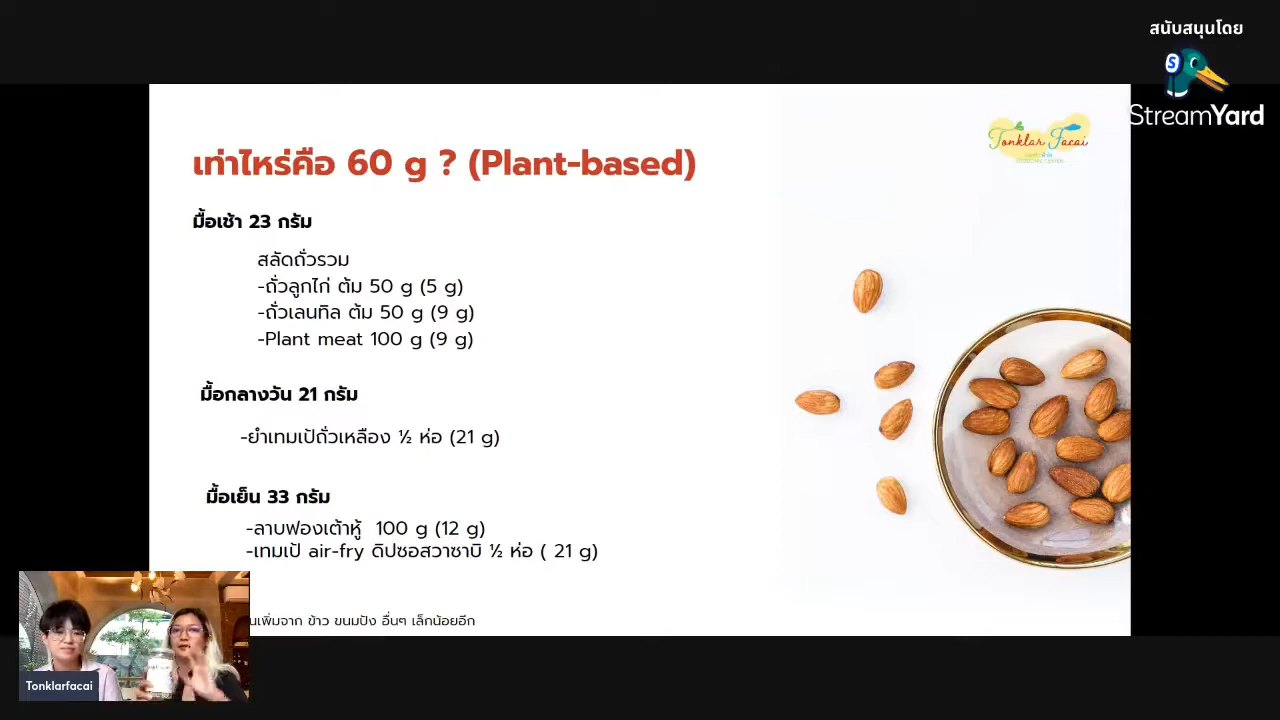 สนับสนุนโดย
S
StreamYard
Tonklar Facai
เท่าไหร่คือ 60 g ? (Plant-based)
มื้อเช้า 23 กรัม
สลัดถั่วรวม
-ถั่วลูกไก่ ต้ม 50 g (5 g)
-ถั่วเลนทิล ต้ม 50 g (9 g)
-Plant meat 100 g (9 g)
มื้อกลางวัน 21 กรัม
-ยำเทมเป้ถั่วเหลือง ½ ห่อ (21 g)
มื้อเย็น 33 กรัม
-ลาบฟองเต้าหู้ 100 g (12 g)
-เทมเป้ air-fry ดิปซอสวาซาบิ ½ ห่อ ( 21 g)
นเพิ่มจาก ข้าว ขนมปัง อื่นๆ เล็กน้อยอีก
Tonklarfacai